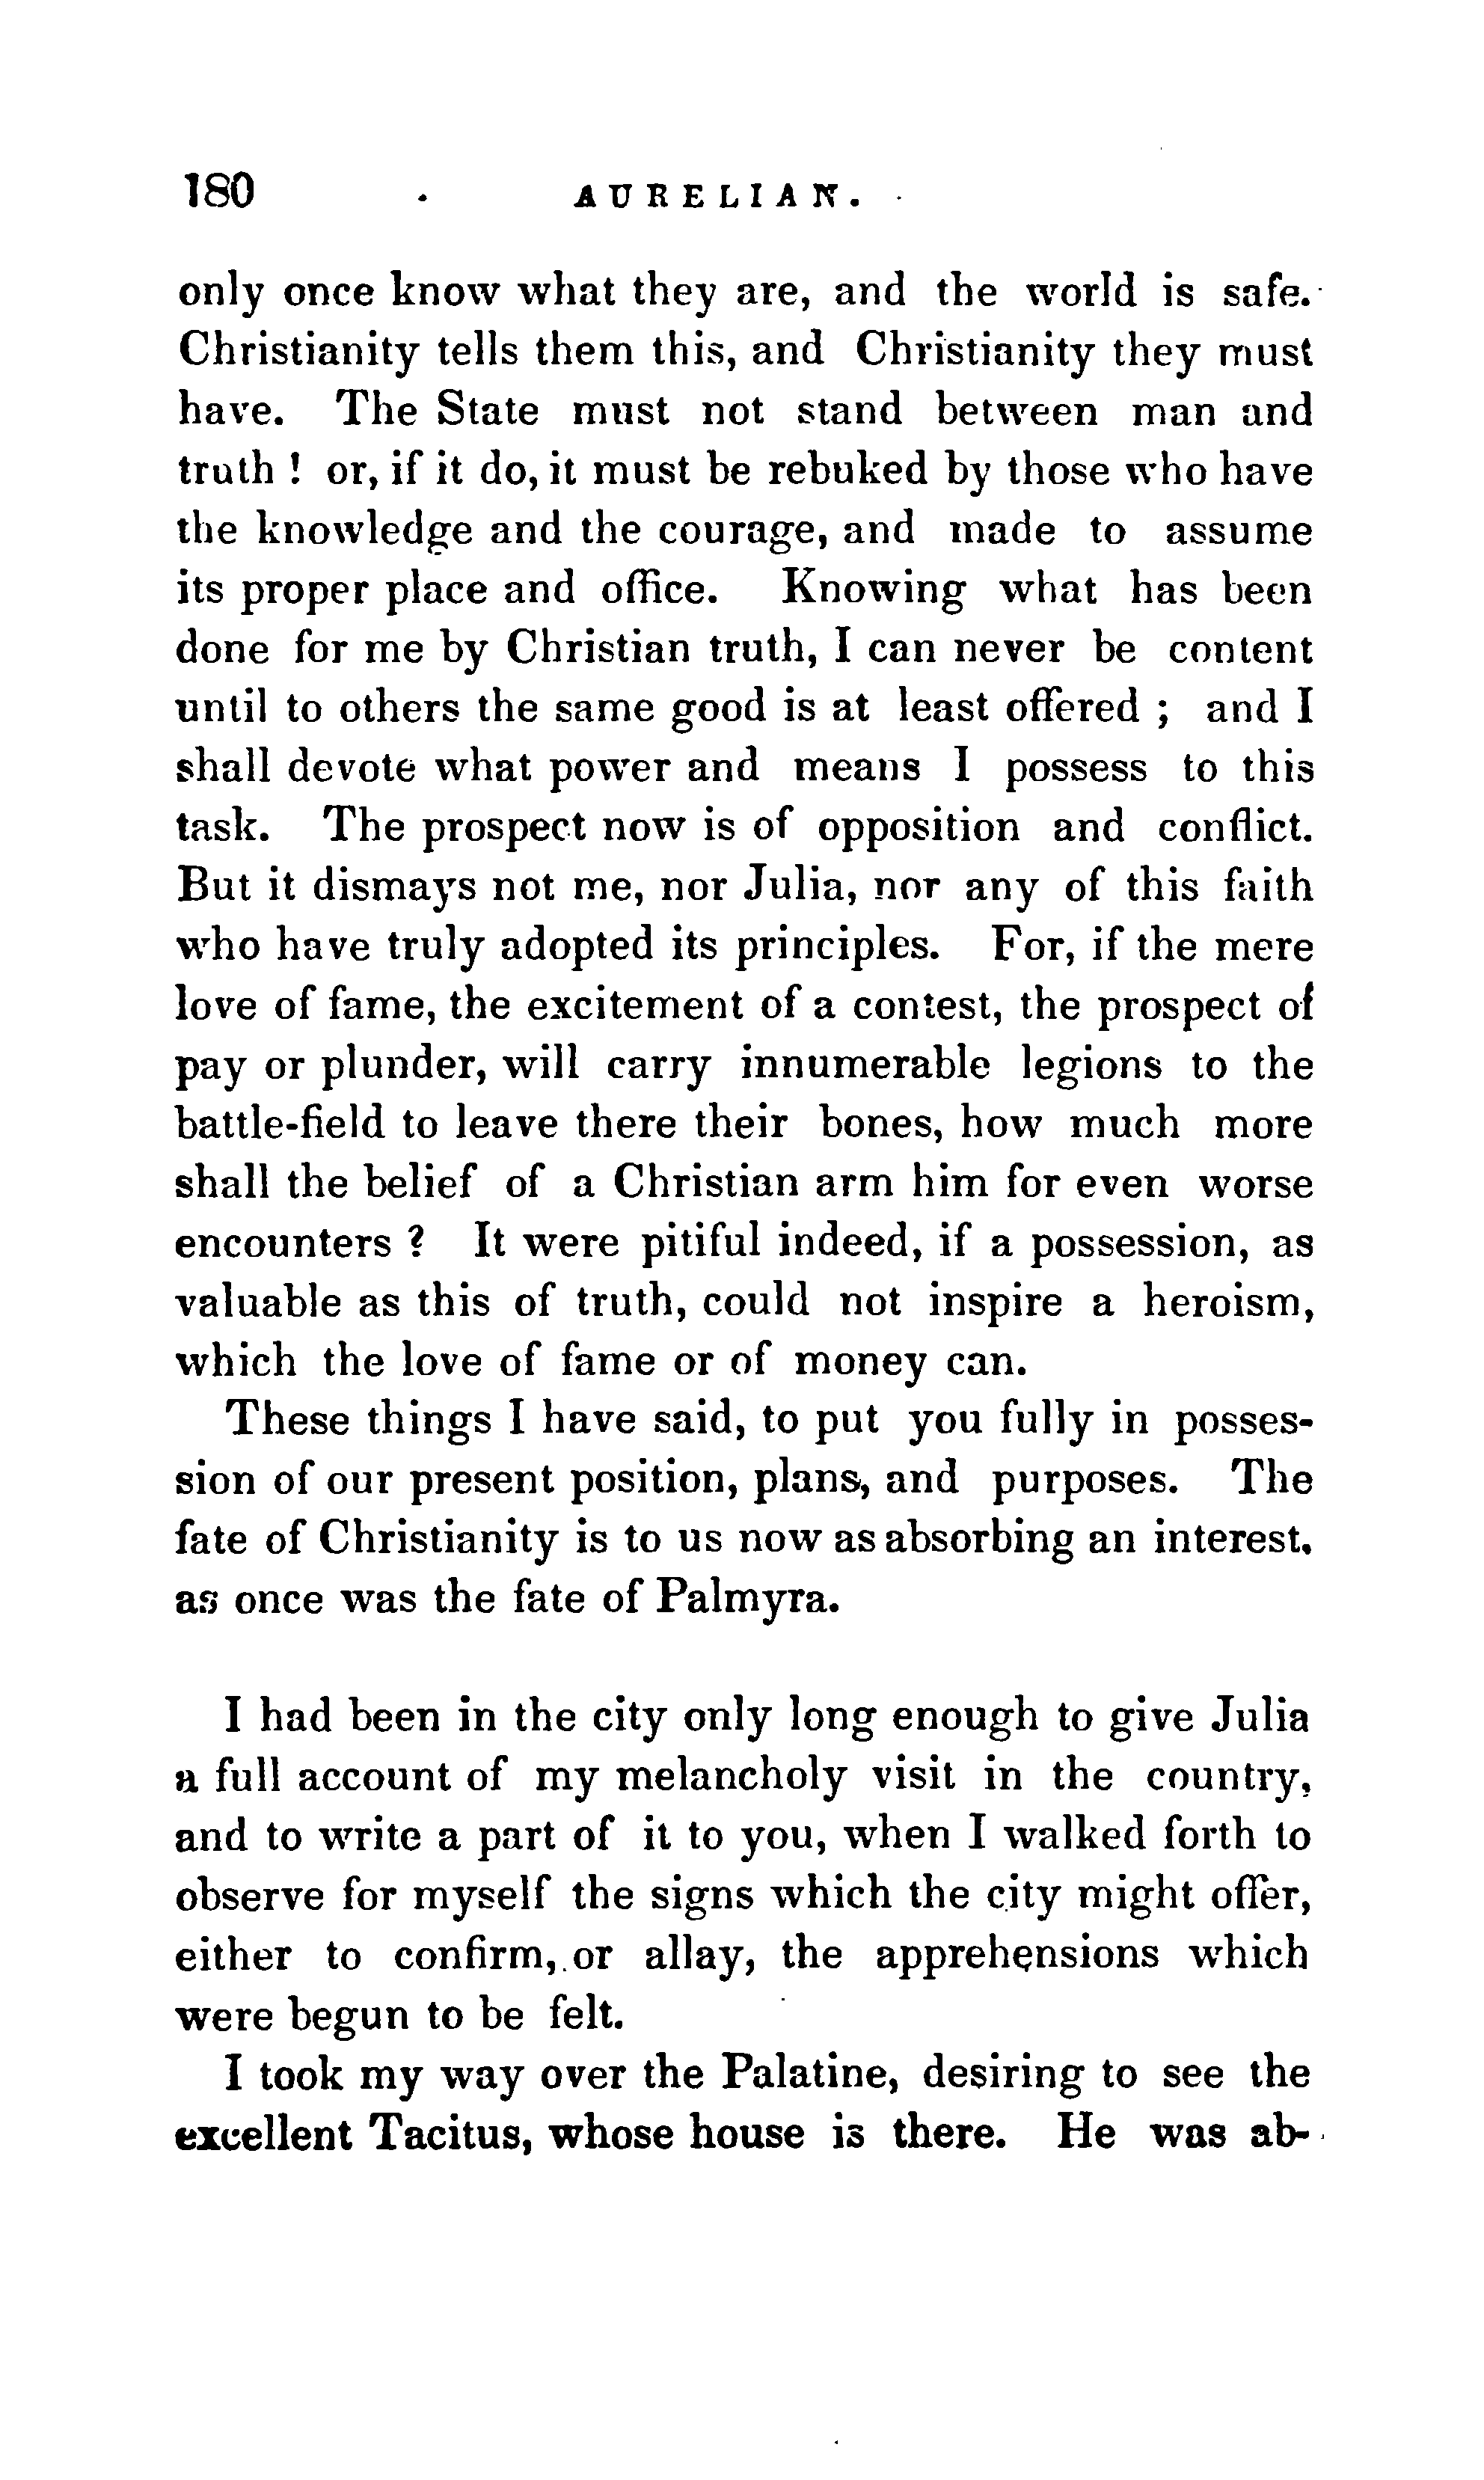 180 AURELIAN.
only once know what they are, and the world is safe.
Christianity tells them this, and Christianity they must
have. The State must not stand between man and
truth ! or, if it do, it must be rebuked by those who have
the knowledge and the courage, and made to assume
its proper place and office. Knowing what has been
done for me by Christian truth, I can never be content
until to others the same good is at least offered ; and I
shall devote what power and means I possess to this
task. The prospect now is of opposition and conflict.
But it dismays not me, nor Julia, nor any of this faith
who have truly adopted its principles. For, if the mere
love of fame, the excitement of a contest, the prospect of
pay or plunder, will carry innumerable legions to the
battle-field to leave there their bones, how much more
shall the belief of a Christian arm him for even worse
encounters ? It were pitiful indeed, if a possession, as
valuable as this of truth, could not inspire a heroism,
which the love of fame or of money can.
These things I have said, to put you fully in posses-
sion of our present position, plans, and purposes. The
fate of Christianity is to us now as absorbing an interest,
as once was the fate of Palmyra.
I had been in the city only long enough to give Julia
a full account of my melancholy visit in the country,
and to write a part of it to you, when I walked forth to
observe for myself the signs which the city might offer,
either to confirm, or allay, the apprehensions which
were begun to be felt.
I took my way over the Palatine, desiring to see the
excellent Tacitus, whose house is there. He was ab-